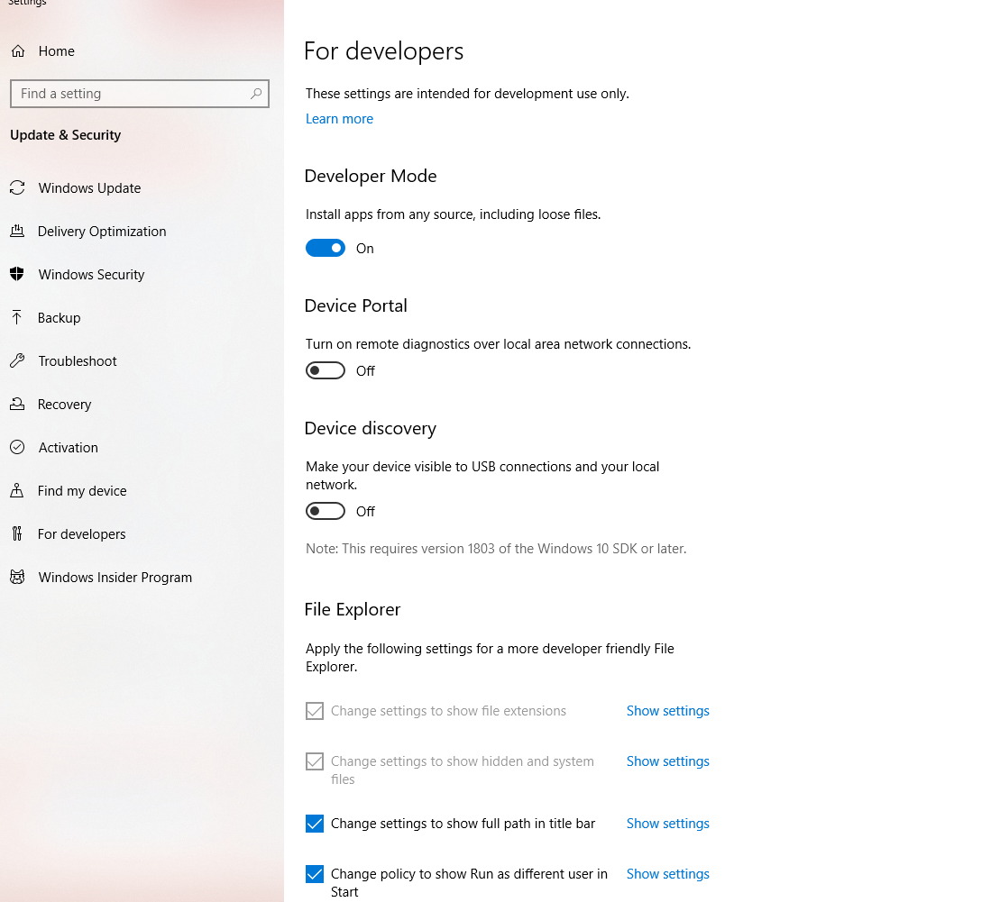 Settings
Home
Find a setting
Update & Security
Windows Update
Delivery Optimization
Windows Security
Backup
Troubleshoot
Recovery
Activation
Find my device
For developers
Windows Insider Program
For developers
These settings are intended for development use only.
Learn more
Developer Mode
Install apps from any source, including loose files.
On
Device Portal
Turn on remote diagnostics over local area network connections.
Off
Device discovery
Make your device visible to USB connections and your local
network.
Off
Note: This requires version 1803 of the Windows 10 SDK or later.
File Explorer
Apply the following settings for a more developer friendly File
Explorer.
Change settings to show file extensions Show settings
Change settings to show hidden and system Show settings
files
Change settings to show full path in title bar Show settings
Change policy to show Run as different user in Show settings
Start